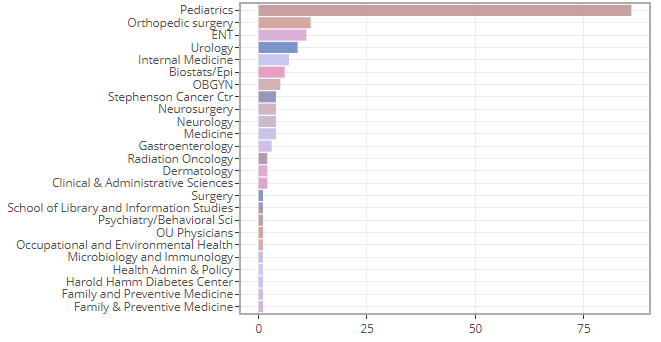 Pediatrics
Orthopedic surgery
ENT
Urology
Internal Medicine
Biostats/Epi
OBGYN
Stephenson Cancer Ctr
Neurosurgery
Neurology
Medicine
Gastroenterology
Radiation Oncology
Dermatology
Clinical & Administrative Sciences
Surgery
School of Library and Information Studies
Psychiatry/Behavioral Sci
OU Physicians
Occupational and Environmental Health
Microbiology and Immunology
Health Admin & Policy
Harold Hamm Diabetes Center
Family and Preventive Medicine
Family & Preventive Medicine
0 25 50 75